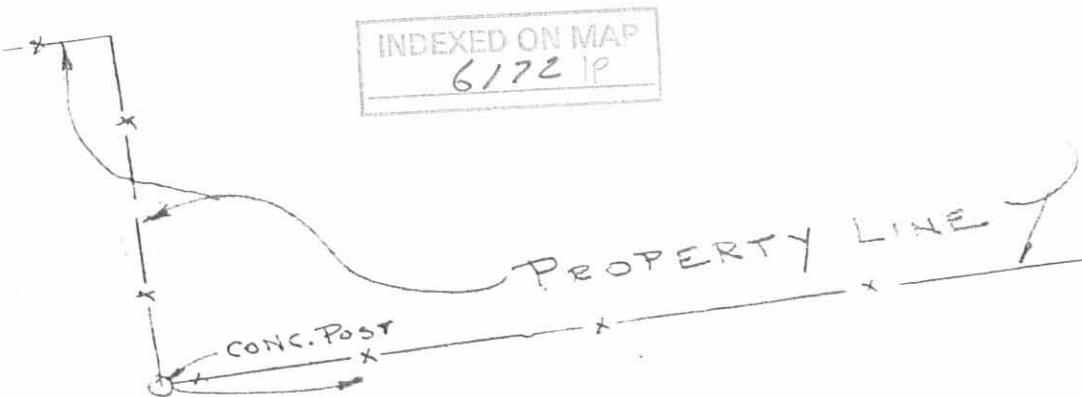 INDEXED ON MAP
6172 IP
PROPERTY LINE
CONC. POST